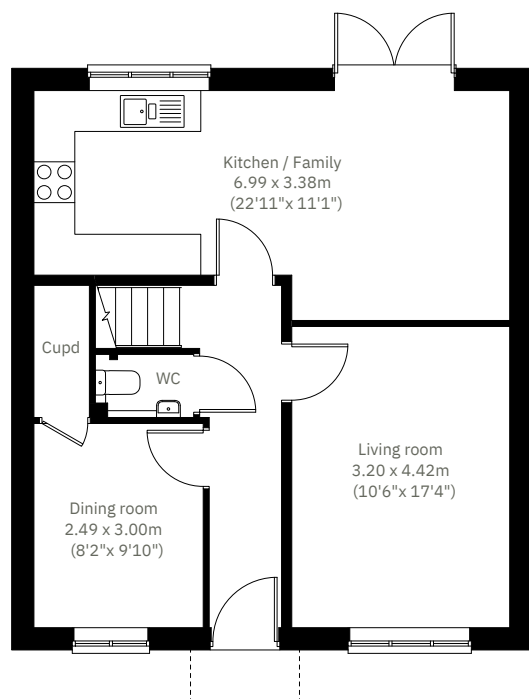 Kitchen / Family
6.99 x 3.38m
(22'11"x 11'1")
Cupd
WC
Living room
3.20 x 4.42m
(10'6"x 17'4")
Dining room
2.49 x 3.00m
(8'2"x 9'10")